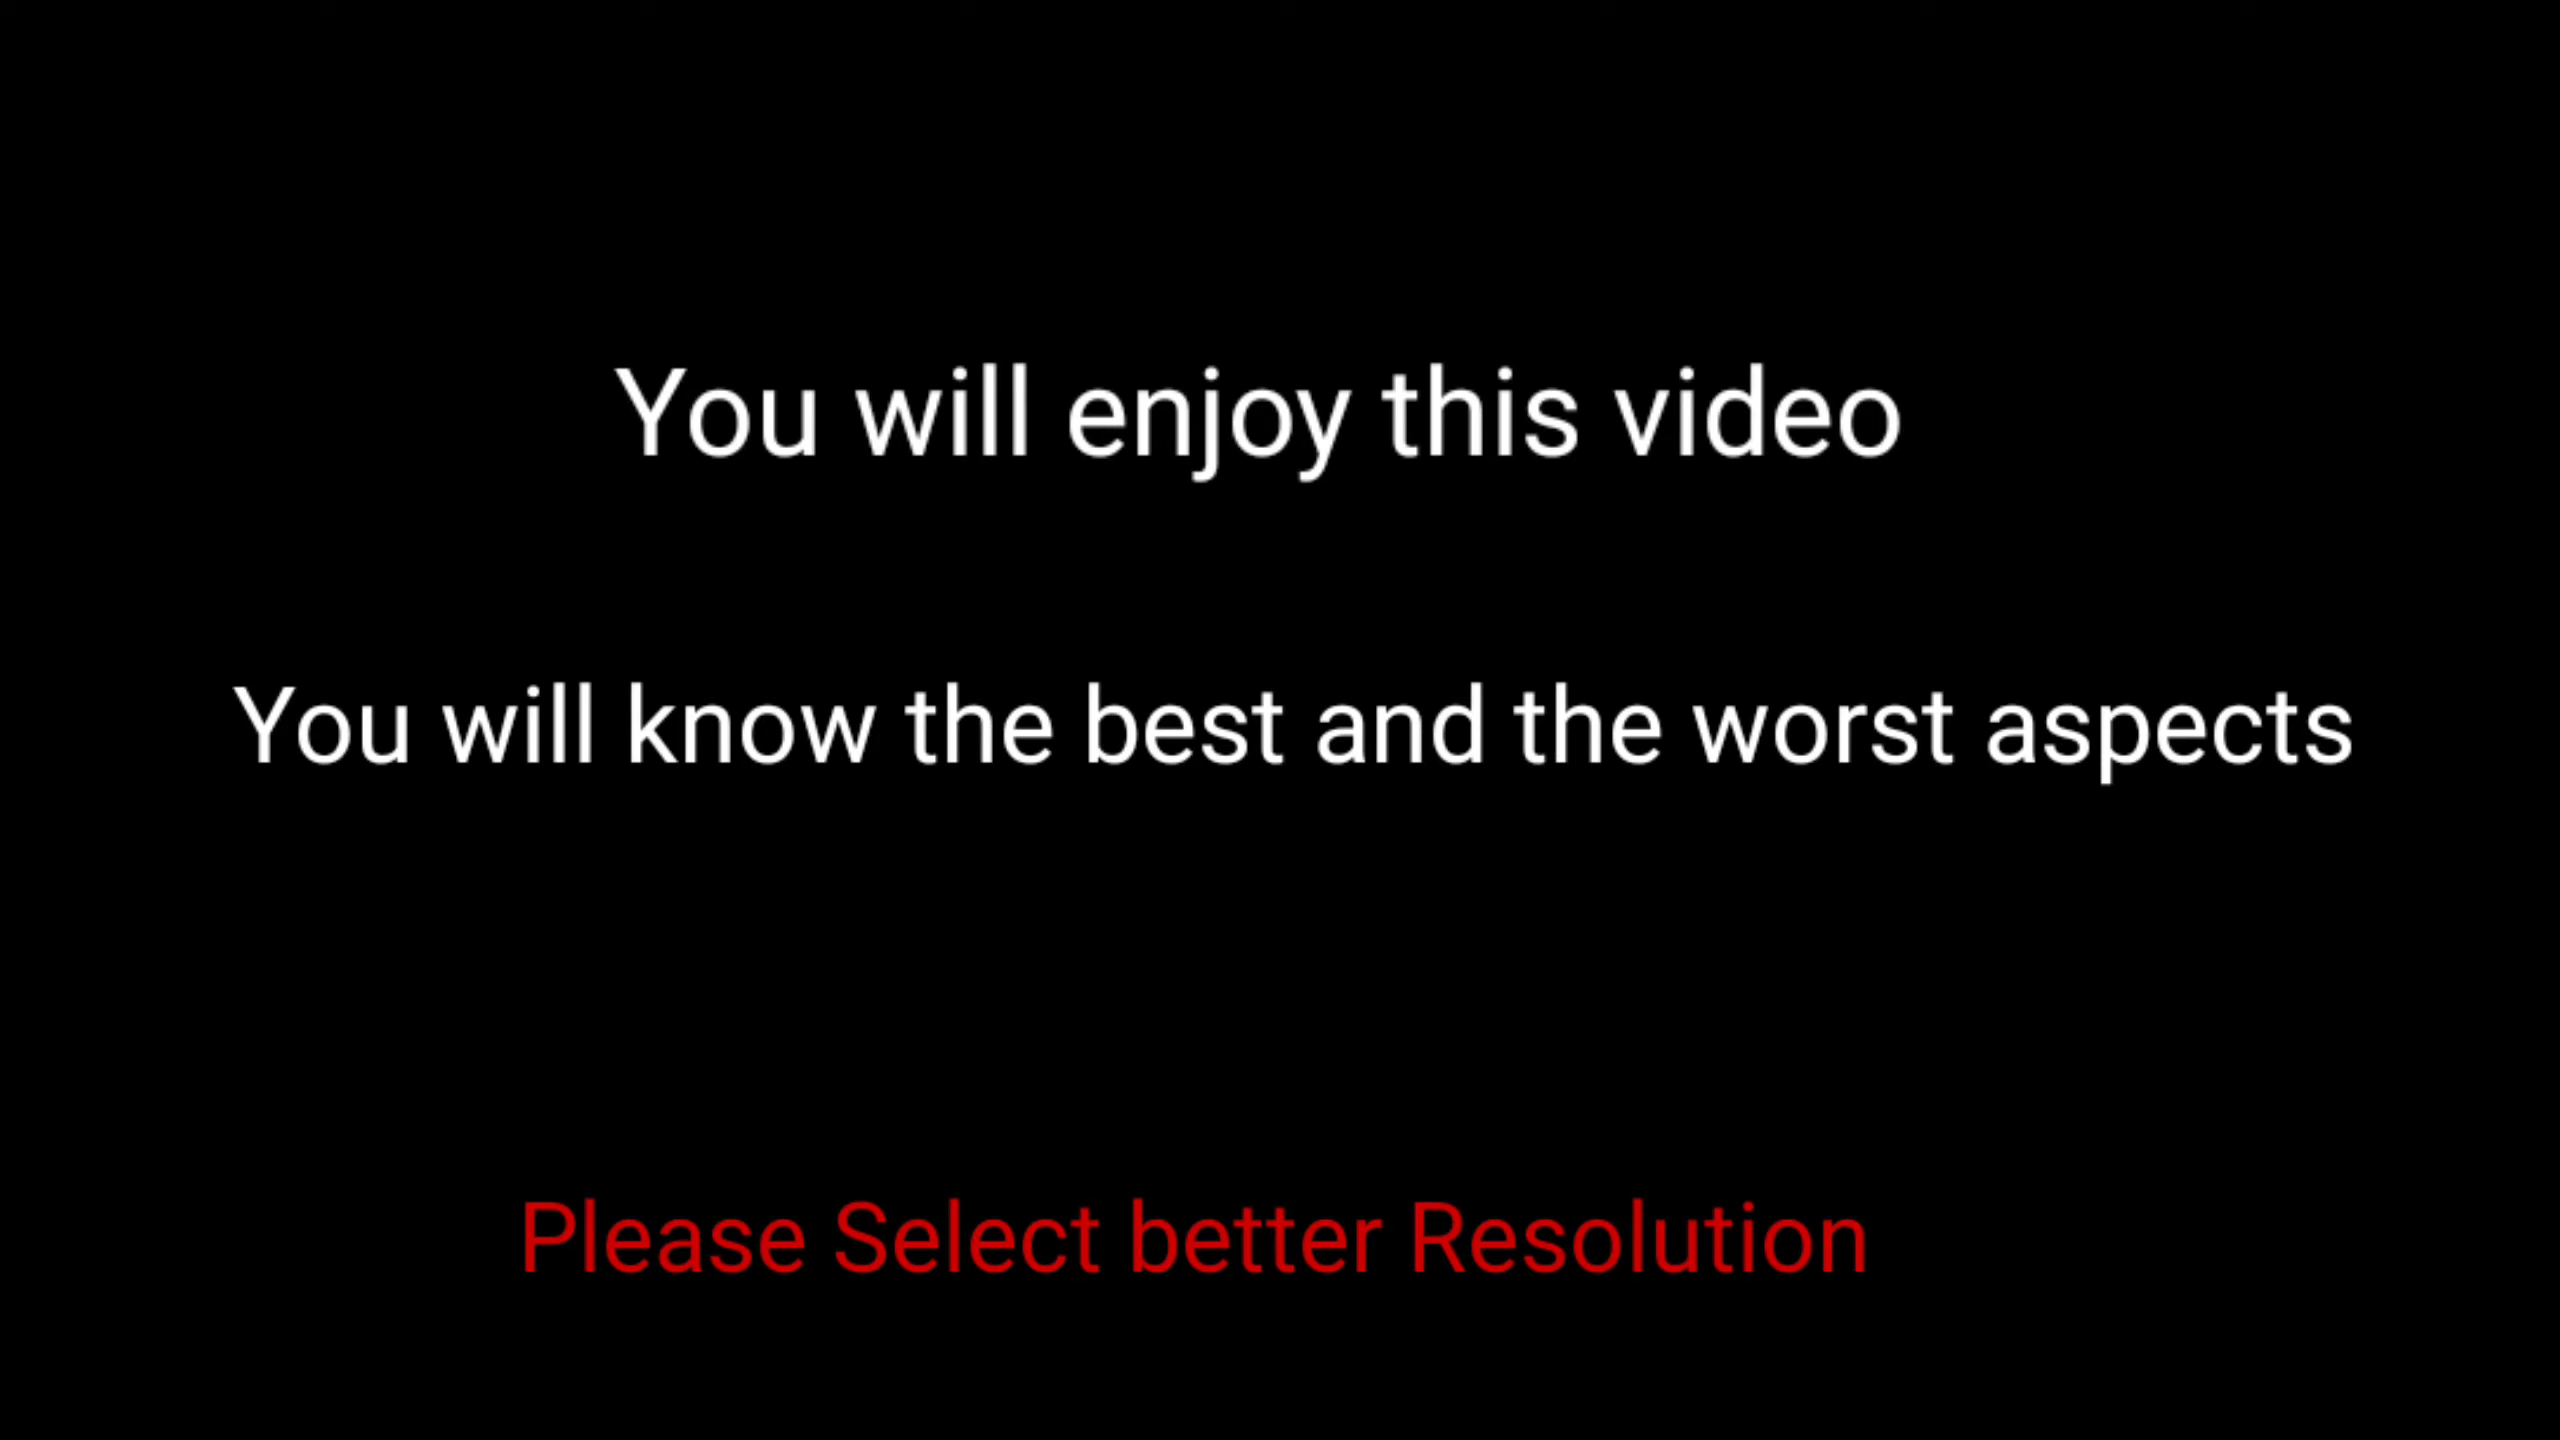 You will enjoy this video
You will know the best and the worst aspects
Please Select better Resolution